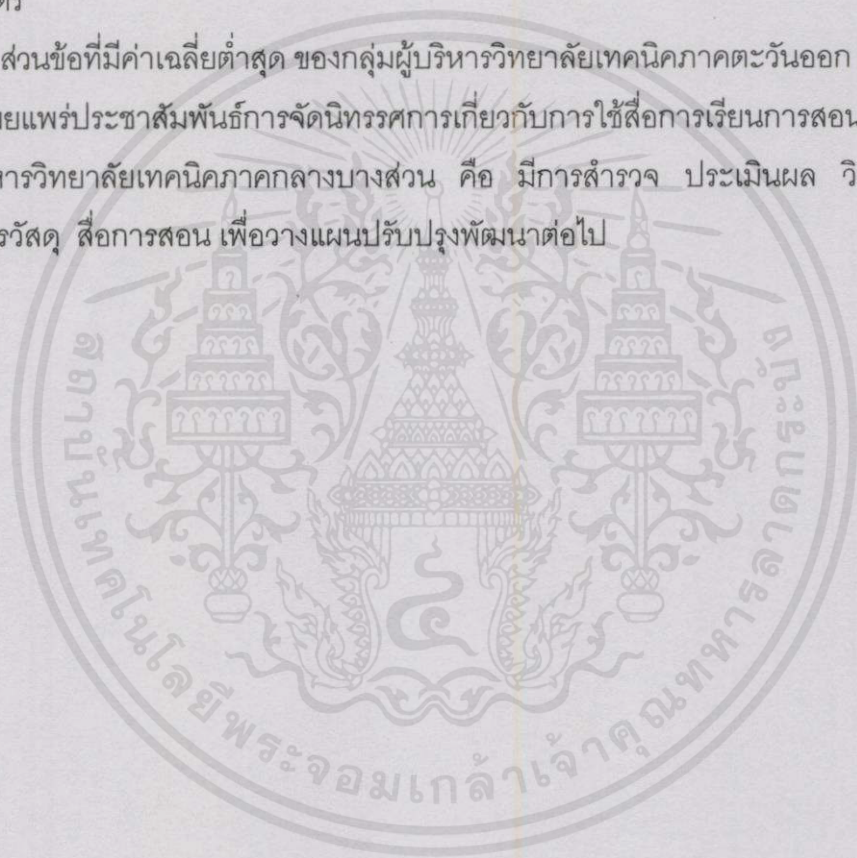 ส่วนข้อที่มีค่าเฉลี่ยต่ำสุด ของกลุ่มผู้บริหารวิทยาลัยเทคนิคภาคตะวันออก
ยแพร่ประชาสัมพันธ์การจัดนิทรรศการเกี่ยวกับการใช้สื่อการเรียนการสอน
หารวิทยาลัยเทคนิคภาคกลางบางส่วน คือ มีการสำรวจ ประเมินผล วิ
รวัสดุ สื่อการสอน เพื่อวางแผนปรับปรุงพัฒนาต่อไป
สถาบันเทคโนโลยีพระจอมเกล้าเจ้าคุณทหารลาดกระบัง